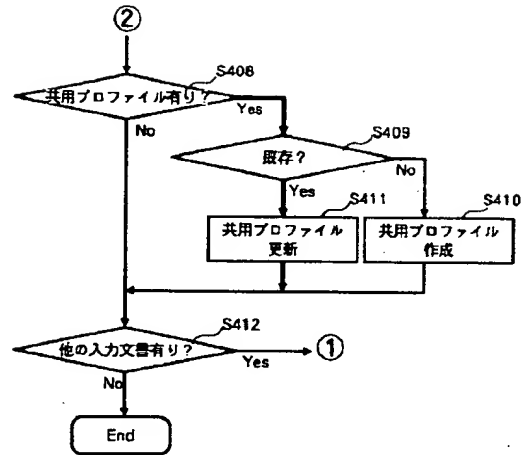 ②
S408
共用プロファイル有り?
Yes
No
S409
既存?
No
Yes
S411
S410
共用プロファイル
更新
共用プロファイル
作成
S412
他の入力文書有り?
Yes
①
No
End